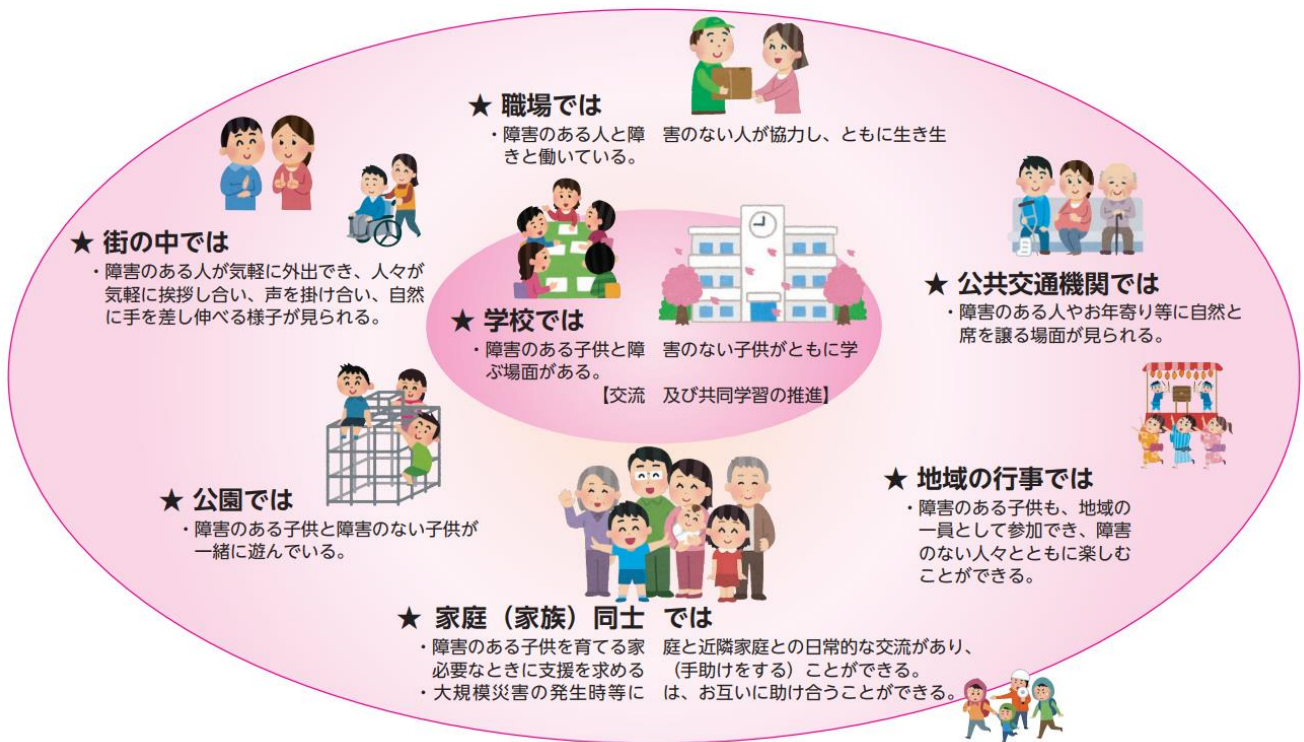 ★ 職場では
・障害のある人と障　害のない人が協力し、ともに生き生
きと働いている。
★ 街の中では
・障害のある人が気軽に外出でき、人々が
気軽に挨拶し合い、声を掛け合い、自然
に手を差し伸べる様子が見られる。
★ 学校では
・障害のある子供と障　害のない子供がともに学
ぶ場面がある。
【交流　及び共同学習の推進】
★ 公共交通機関では
・障害のある人やお年寄り等に自然と
席を譲る場面が見られる。
★ 公園では
・障害のある子供と障害のない子供が
一緒に遊んでいる。
★ 地域の行事では
・障害のある子供も、地域の
一員として参加でき、障害
のない人々とともに楽しむ
ことができる。
★ 家庭（家族）同士　では
・障害のある子供を育てる家　庭と近隣家庭との日常的な交流があり、
必要なときに支援を求める　（手助けをする）ことができる。
・大規模災害の発生時等に　は、お互いに助け合うことができる。